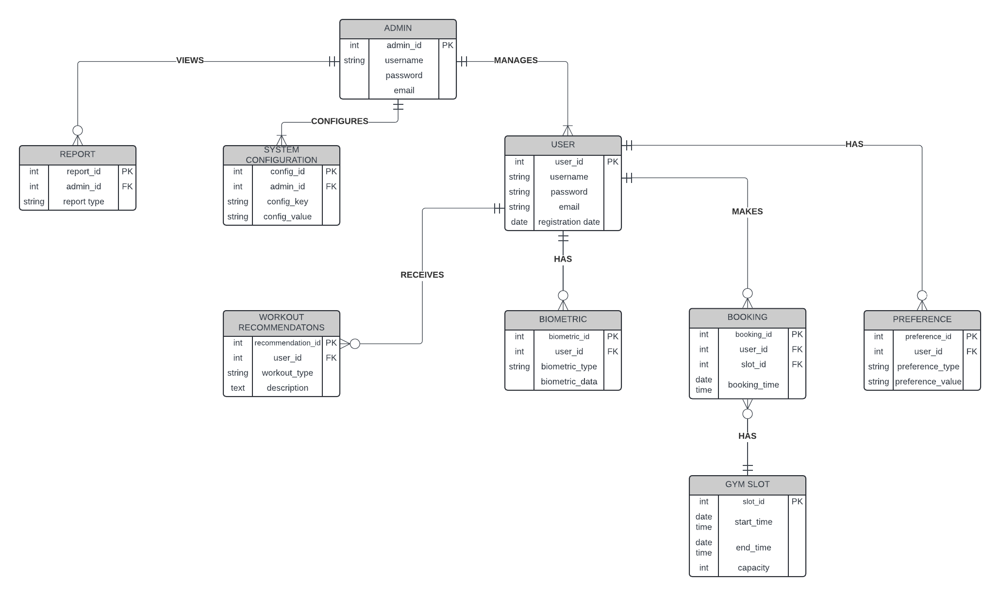 ADMIN
int admin_id PK
string username
password
email
VIEWS
MANAGES
CONFIGURES
REPORT
int report_id PK
int admin_id FK
string report type
SYSTEM
CONFIGURATION
int config_id PK
int admin_id FK
string config_key
string config_value
USER
int user_id PK
string username
string password
string email
date registration date
HAS
MAKES
RECEIVES
HAS
WORKOUT
RECOMMENDATONS
int recommendation_id PK
int user_id FK
string workout_type
text description
BIOMETRIC
int biometric_id PK
int user_id FK
string biometric_type
biometric_data
BOOKING
int booking_id PK
int user_id FK
int slot_id FK
date
time booking_time
PREFERENCE
int preference_id PK
int user_id FK
string preference_type
string preference_value
HAS
GYM SLOT
int slot_id PK
date
time start_time
date
time end_time
int capacity